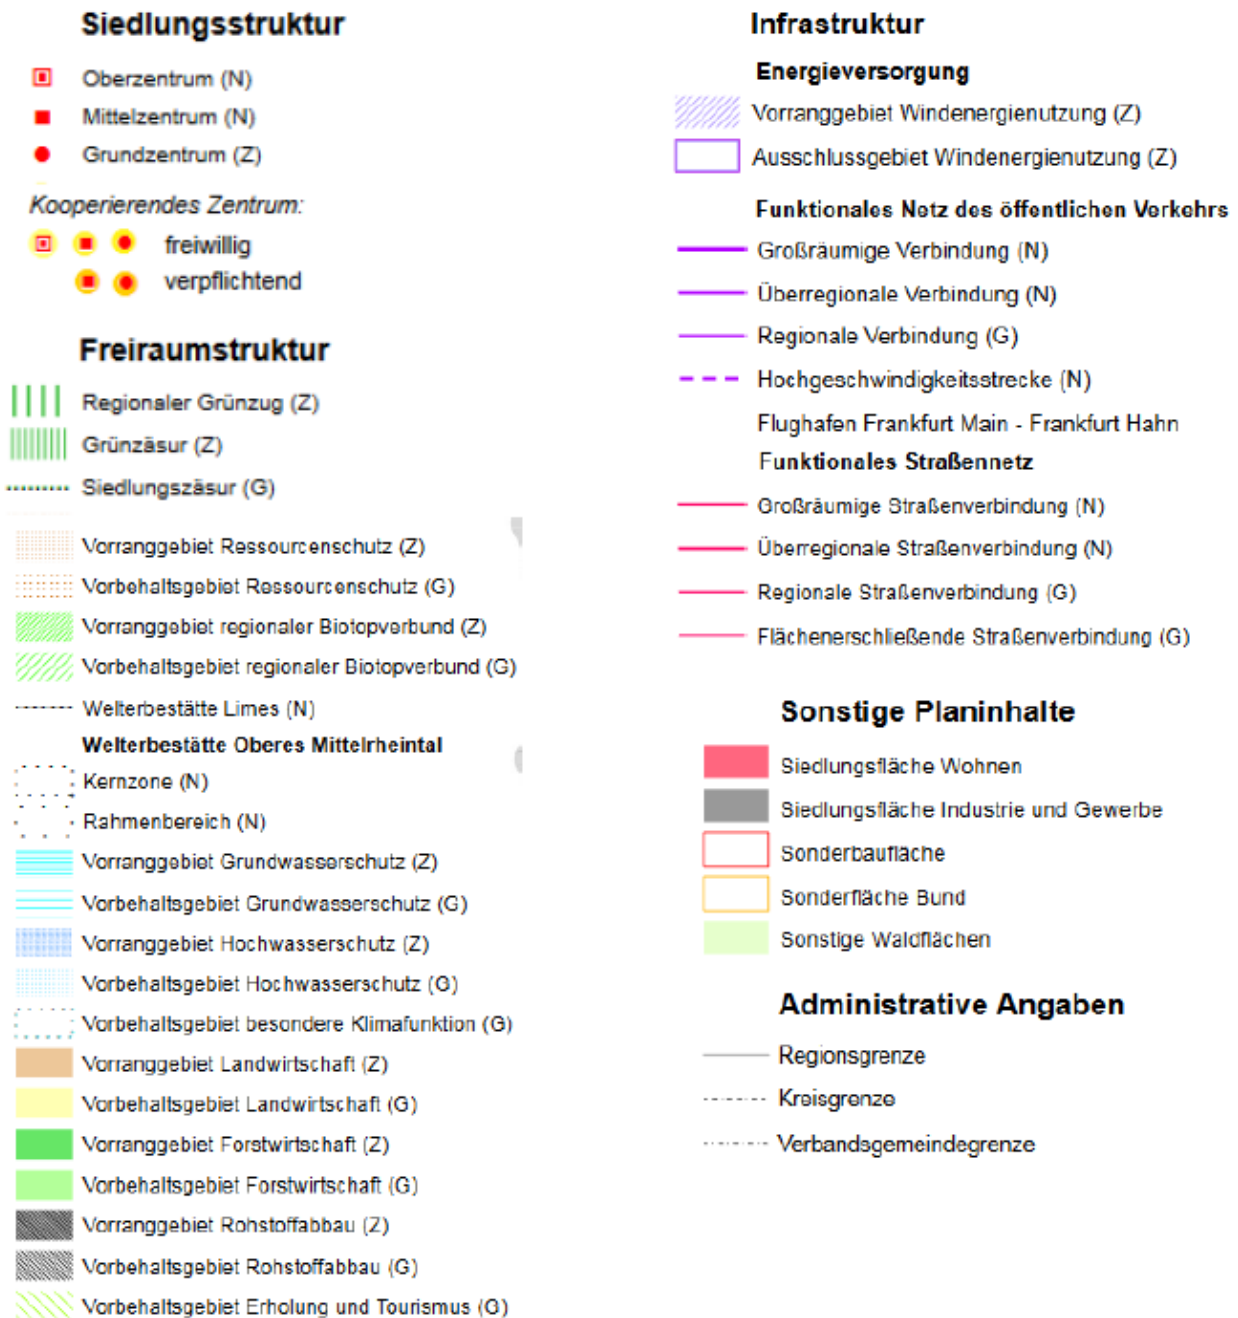 Siedlungsstruktur
Oberzentrum (N)
Mittelzentrum (N)
Grundzentrum (Z)
Kooperierendes Zentrum:
freiwillig
verpflichtend
Freiraumstruktur
Regionaler Grünzug (Z)
Grünzäsur (Z)
Siedlungszäsur (G)
Vorranggebiet Ressourcenschutz (Z)
Vorbehaltsgebiet Ressourcenschutz (G)
Vorranggebiet regionaler Biotopverbund (Z)
Vorbehaltsgebiet regionaler Biotopverbund (G)
Welterbestätte Limes (N)
Welterbestätte Oberes Mittelrheintal
Kernzone (N)
Rahmenbereich (N)
Vorranggebiet Grundwasserschutz (Z)
Vorbehaltsgebiet Grundwasserschutz (G)
Vorranggebiet Hochwasserschutz (Z)
Vorbehaltsgebiet Hochwasserschutz (G)
Vorbehaltsgebiet besondere Klimafunktion (G)
Vorranggebiet Landwirtschaft (Z)
Vorbehaltsgebiet Landwirtschaft (G)
Vorranggebiet Forstwirtschaft (Z)
Vorbehaltsgebiet Forstwirtschaft (G)
Vorranggebiet Rohstoffabbau (Z)
Vorbehaltsgebiet Rohstoffabbau (G)
Vorbehaltsgebiet Erholung und Tourismus (G)
Infrastruktur
Energieversorgung
Vorranggebiet Windenergienutzung (Z)
Ausschlussgebiet Windenergienutzung (Z)
Funktionales Netz des öffentlichen Verkehrs
Großräumige Verbindung (N)
Überregionale Verbindung (N)
Regionale Verbindung (G)
Hochgeschwindigkeitsstrecke (N)
Flughafen Frankfurt Main - Frankfurt Hahn
Funktionales Straßennetz
Großräumige Straßenverbindung (N)
Überregionale Straßenverbindung (N)
Regionale Straßenverbindung (G)
Flächenerschließende Straßenverbindung (G)
Sonstige Planinhalte
Siedlungsfläche Wohnen
Siedlungsfläche Industrie und Gewerbe
Sonderbaufläche
Sonderfläche Bund
Sonstige Waldflächen
Administrative Angaben
Regionsgrenze
Kreisgrenze
Verbandsgemeindegrenze